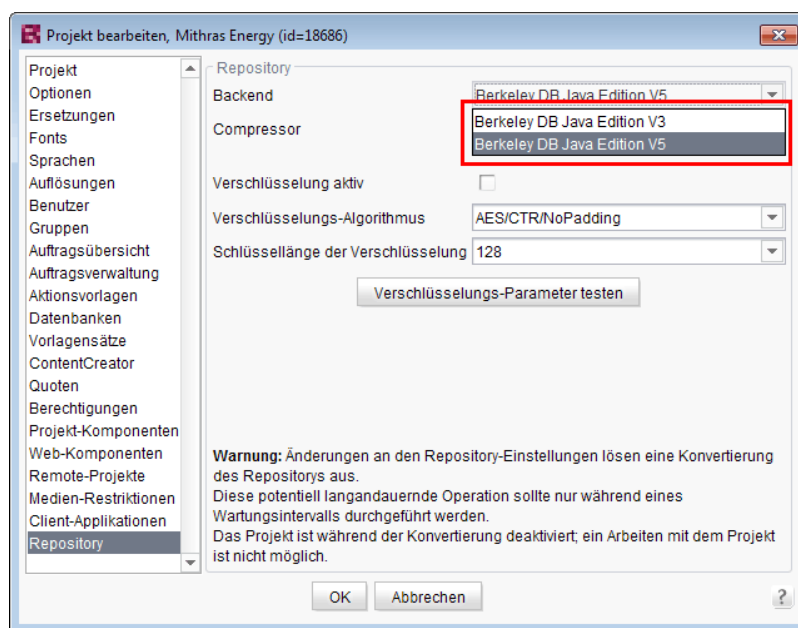 Projekt bearbeiten, Mithras Energy (id=18686)
Projekt
Optionen
Ersetzungen
Fonts
Sprachen
Auflösungen
Benutzer
Gruppen
Auftragsübersicht
Auftragsverwaltung
Aktionsvorlagen
Datenbanken
Vorlagensätze
ContentCreator
Quoten
Berechtigungen
Projekt-Komponenten
Web-Komponenten
Remote-Projekte
Medien-Restriktionen
Client-Applikationen
Repository
Repository
Backend Berkeley DB Java Edition V5
Berkeley DB Java Edition V3
Compressor
Berkeley DB Java Edition V5
Verschlüsselung aktiv
Verschlüsselungs-Algorithmus AES/CTR/NoPadding
Schlüssellänge der Verschlüsselung 128
Verschlüsselungs-Parameter testen
Warnung: Änderungen an den Repository-Einstellungen lösen eine Konvertierung
des Repositorys aus.
Diese potentiell langandauernde Operation sollte nur während eines
Wartungsintervalls durchgeführt werden.
Das Projekt ist während der Konvertierung deaktiviert; ein Arbeiten mit dem Projekt
ist nicht möglich.
OK Abbrechen ?